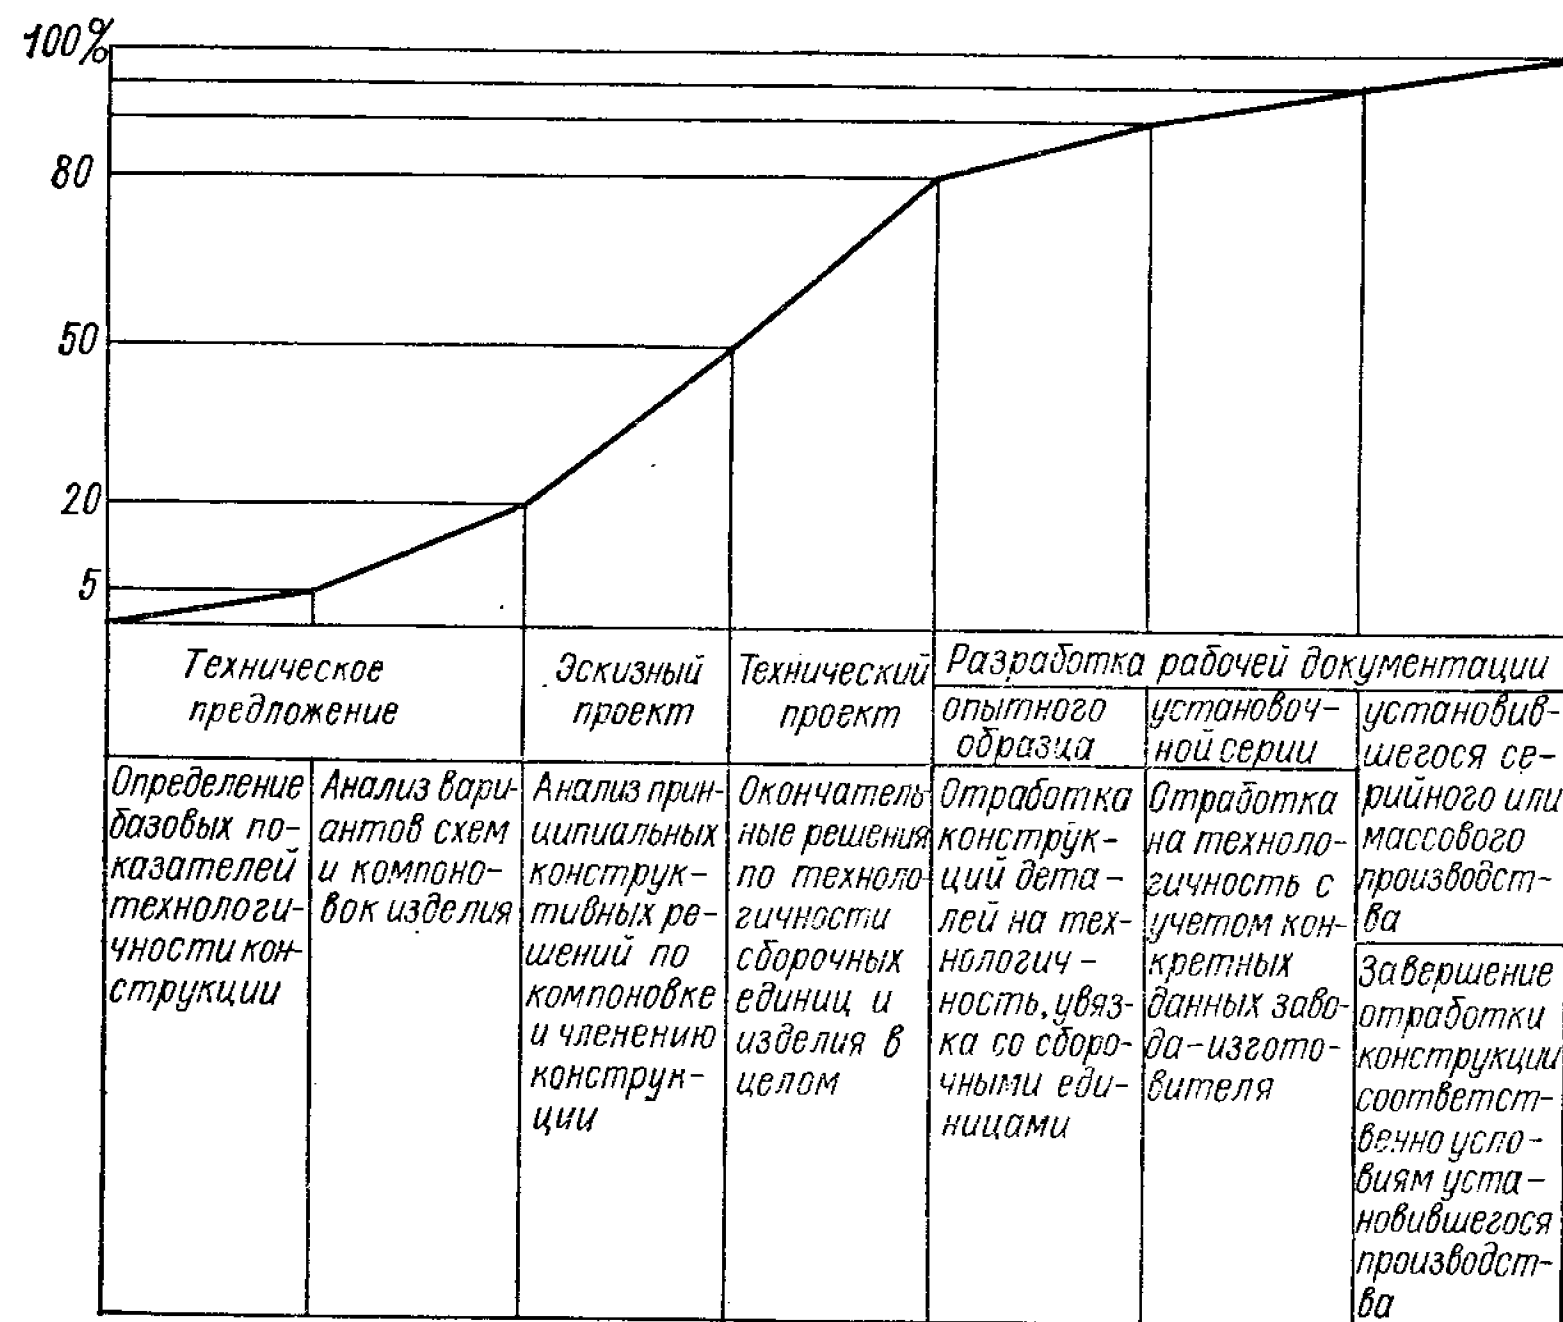 100%
80
50
20
5
Техническое
предложение
Эскизный
проект
Технический
проект
Разработка рабочей документации
опытного
образца
установоч-
ной серии
установив-
шегося се-
рийного или
массового
производст-
ва
Определение
базовых по-
казателей
технологи-
чности кон-
струкции
Анализ вари-
антов схем
и компоно-
вок изделия
Анализ прин-
ципиальных
конструк-
тивных ре-
шений по
компоновке
и членению
конструк-
ции
Окончатель-
ные решения
по техноло-
гичности
сборочных
единиц и
изделия в
целом
Отработка
конструк-
ций дета-
лей на тех-
нологич-
ность, увяз-
ка со сборо-
чными еди-
ницами
Отработка
на техноло-
гичность с
учетом кон-
кретных
данных заво-
да-изгото-
вителя
Завершение
отработки
конструкции
соответст-
венно усло-
виям уста-
новившегося
производст-
ва